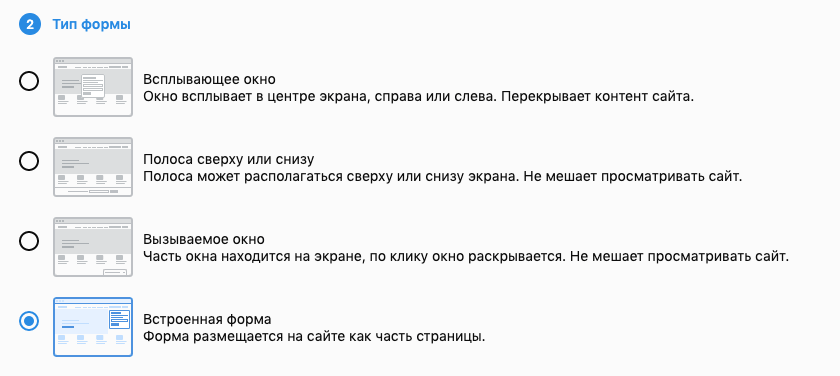 2 Тип формы
Всплывающее окно
Окно всплывает в центре экрана, справа или слева. Перекрывает контент сайта.
Полоса сверху или снизу
Полоса может располагаться сверху или снизу экрана. Не мешает просматривать сайт.
Вызываемое окно
Часть окна находится на экране, по клику окно раскрывается. Не мешает просматривать сайт.
Встроенная форма
Форма размещается на сайте как часть страницы.